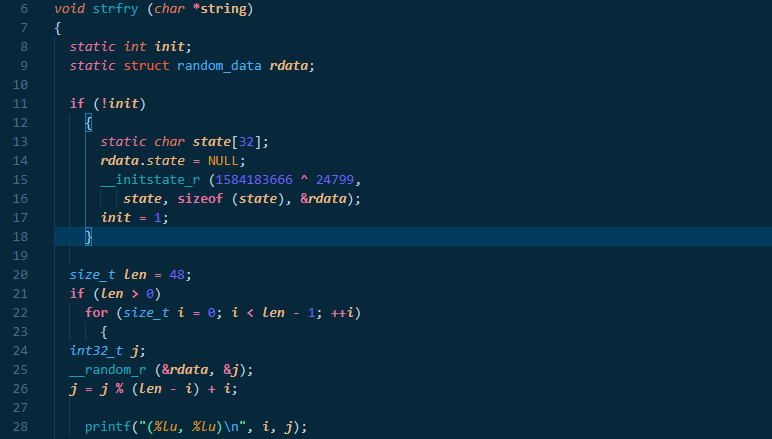 6 void strfry (char *string)
7 {
8 static int init;
9 static struct random_data rdata;
10
11 if (!init)
12 {
13 static char state[32];
14 rdata.state = NULL;
15 __initstate_r (1584183666 ^ 24799,
16 state, sizeof (state), &rdata);
17 init = 1;
18 }
19
20 size_t len = 48;
21 if (len > 0)
22 for (size_t i = 0; i < len - 1; ++i)
23 {
24 int32_t j;
25 __random_r (&rdata, &j);
26 j = j % (len - i) + i;
27
28 printf("(%lu, %lu)\n", i, j);